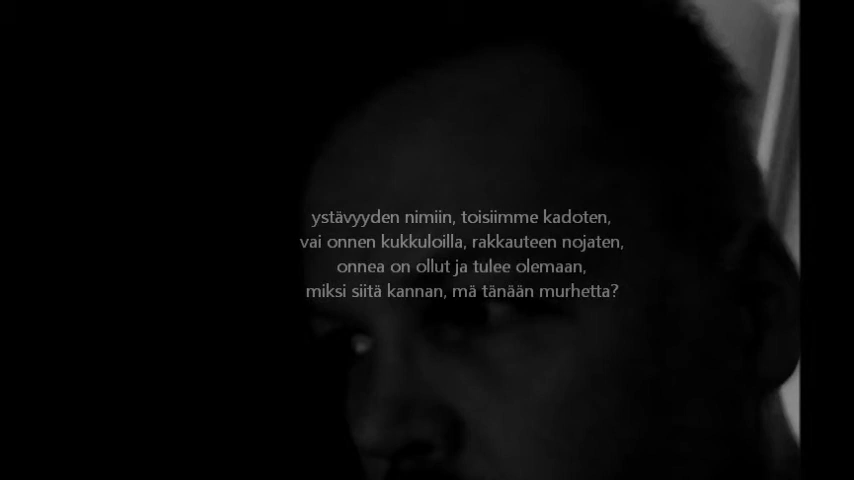 ystävyyden nimiin, toisiimme kadoten,
vai onnen kukkuloilla, rakkauteen nojaten,
onnea on ollut ja tulee olemaan,
miksi siitä kannan, mä tänään murhetta?